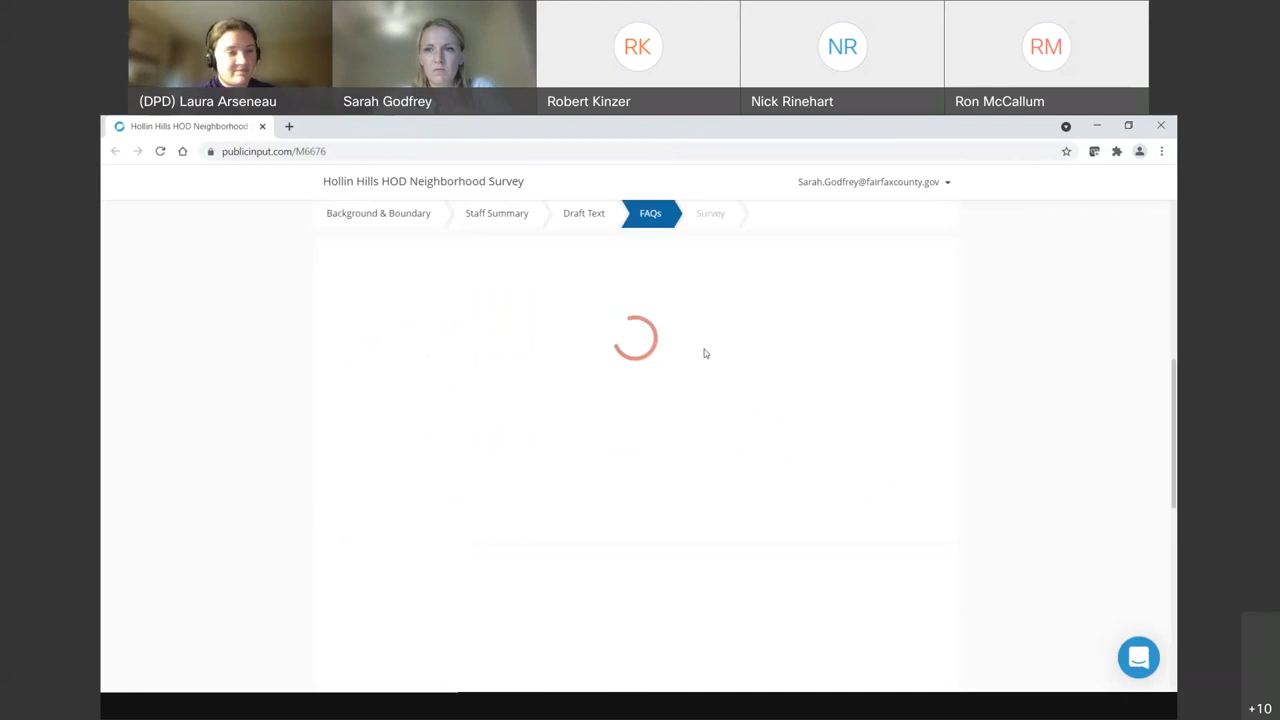 RK
NR
RM
(DPD) Laura Arseneau
Sarah Godfrey
Robert Kinzer
Nick Rinehart
Ron McCallum
Hollin Hills HOD Neighborhood
publicinput.com/M6676
Hollin Hills HOD Neighborhood Survey
Sarah.Godfrey@fairfaxcounty.gov
Background & Boundary
Staff Summary
Draft Text
FAQs
Survey
+10